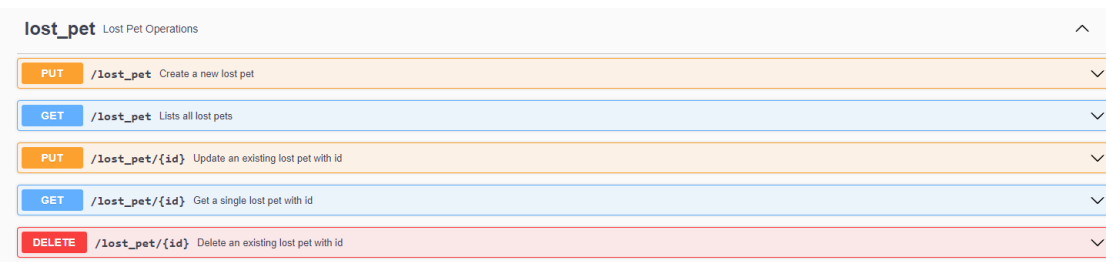 lost_pet Lost Pet Operations
PUT /lost_pet Create a new lost pet
GET /lost_pet Lists all lost pets
PUT /lost_pet/{id} Update an existing lost pet with id
GET /lost_pet/{id} Get a single lost pet with id
DELETE /lost_pet/{id} Delete an existing lost pet with id